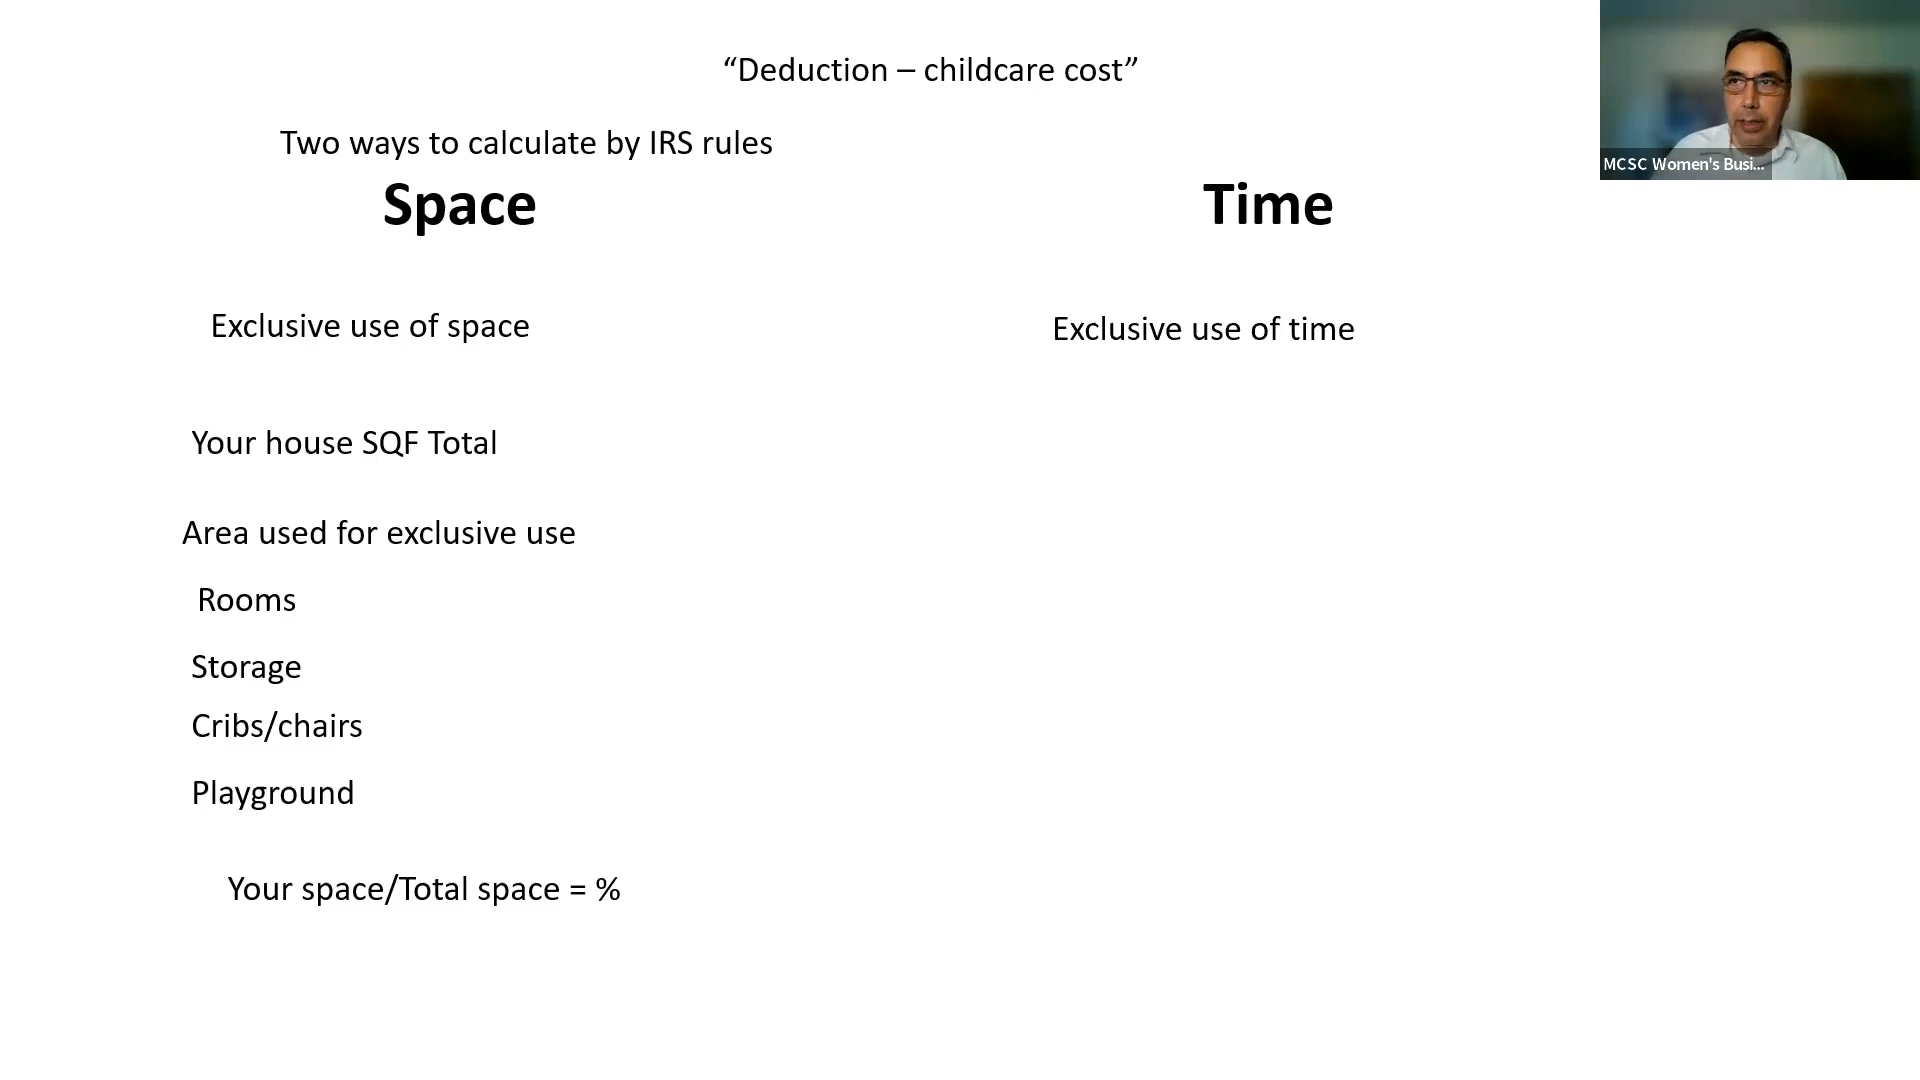 “Deduction – childcare cost”
Two ways to calculate by IRS rules
Space
Time
Exclusive use of space
Exclusive use of time
Your house SQF Total
Area used for exclusive use
Rooms
Storage
Cribs/chairs
Playground
Your space/Total space = %
MCSC Women's Busi...